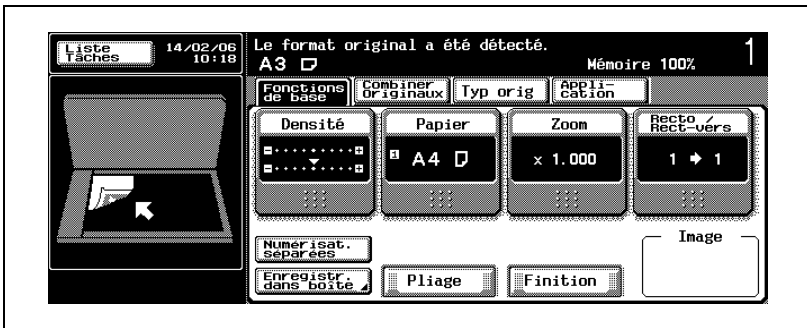 Liste
Tâches
14/02/06
10:18
Le format original a été détecté.
A3
Mémoire 100%
1
Fonctions
de base
Combiner
Originaux
Typ orig
Appli-
cation
Densité
Papier
Zoom
Recto /
Rect-vers
1 A4
× 1.000
1 ➔ 1
Numérisat.
séparées
Enregistr.
dans boîte
Pliage
Finition
Image